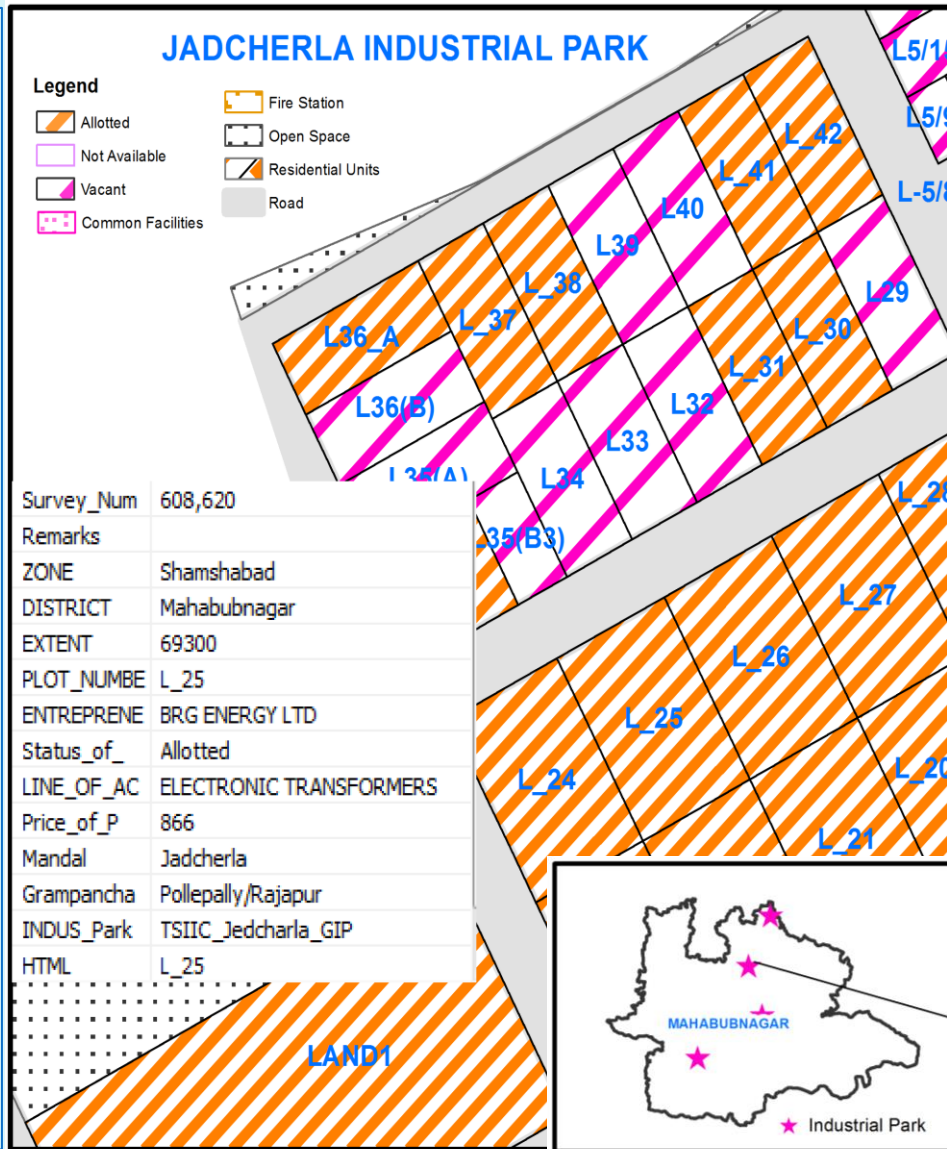 JADCHERLA INDUSTRIAL PARK
Legend
Allotted
Not Available
Vacant
Common Facilities
Fire Station
Open Space
Residential Units
Road
L5/1
L5/9
L-5/8
L_42
L_41
L40
L39
L_38
L_37
L36_A
L29
L_30
L_31
L32
L33
L34
L36(B)
L35(A)
L35(B3)
L_28
L_27
L_26
L_25
L_24
L_20
L_21
LAND1
Survey_Num 608,620
Remarks
ZONE Shamshabad
DISTRICT Mahabubnagar
EXTENT 69300
PLOT_NUMBE L_25
ENTREPRENE BRG ENERGY LTD
Status_of_ Allotted
LINE_OF_AC ELECTRONIC TRANSFORMERS
Price_of_P 866
Mandal Jadcherla
Grampancha Pollepally/Rajapur
INDUS_Park TSIIC_Jedcharla_GIP
HTML L_25
MAHABUBNAGAR
Industrial Park